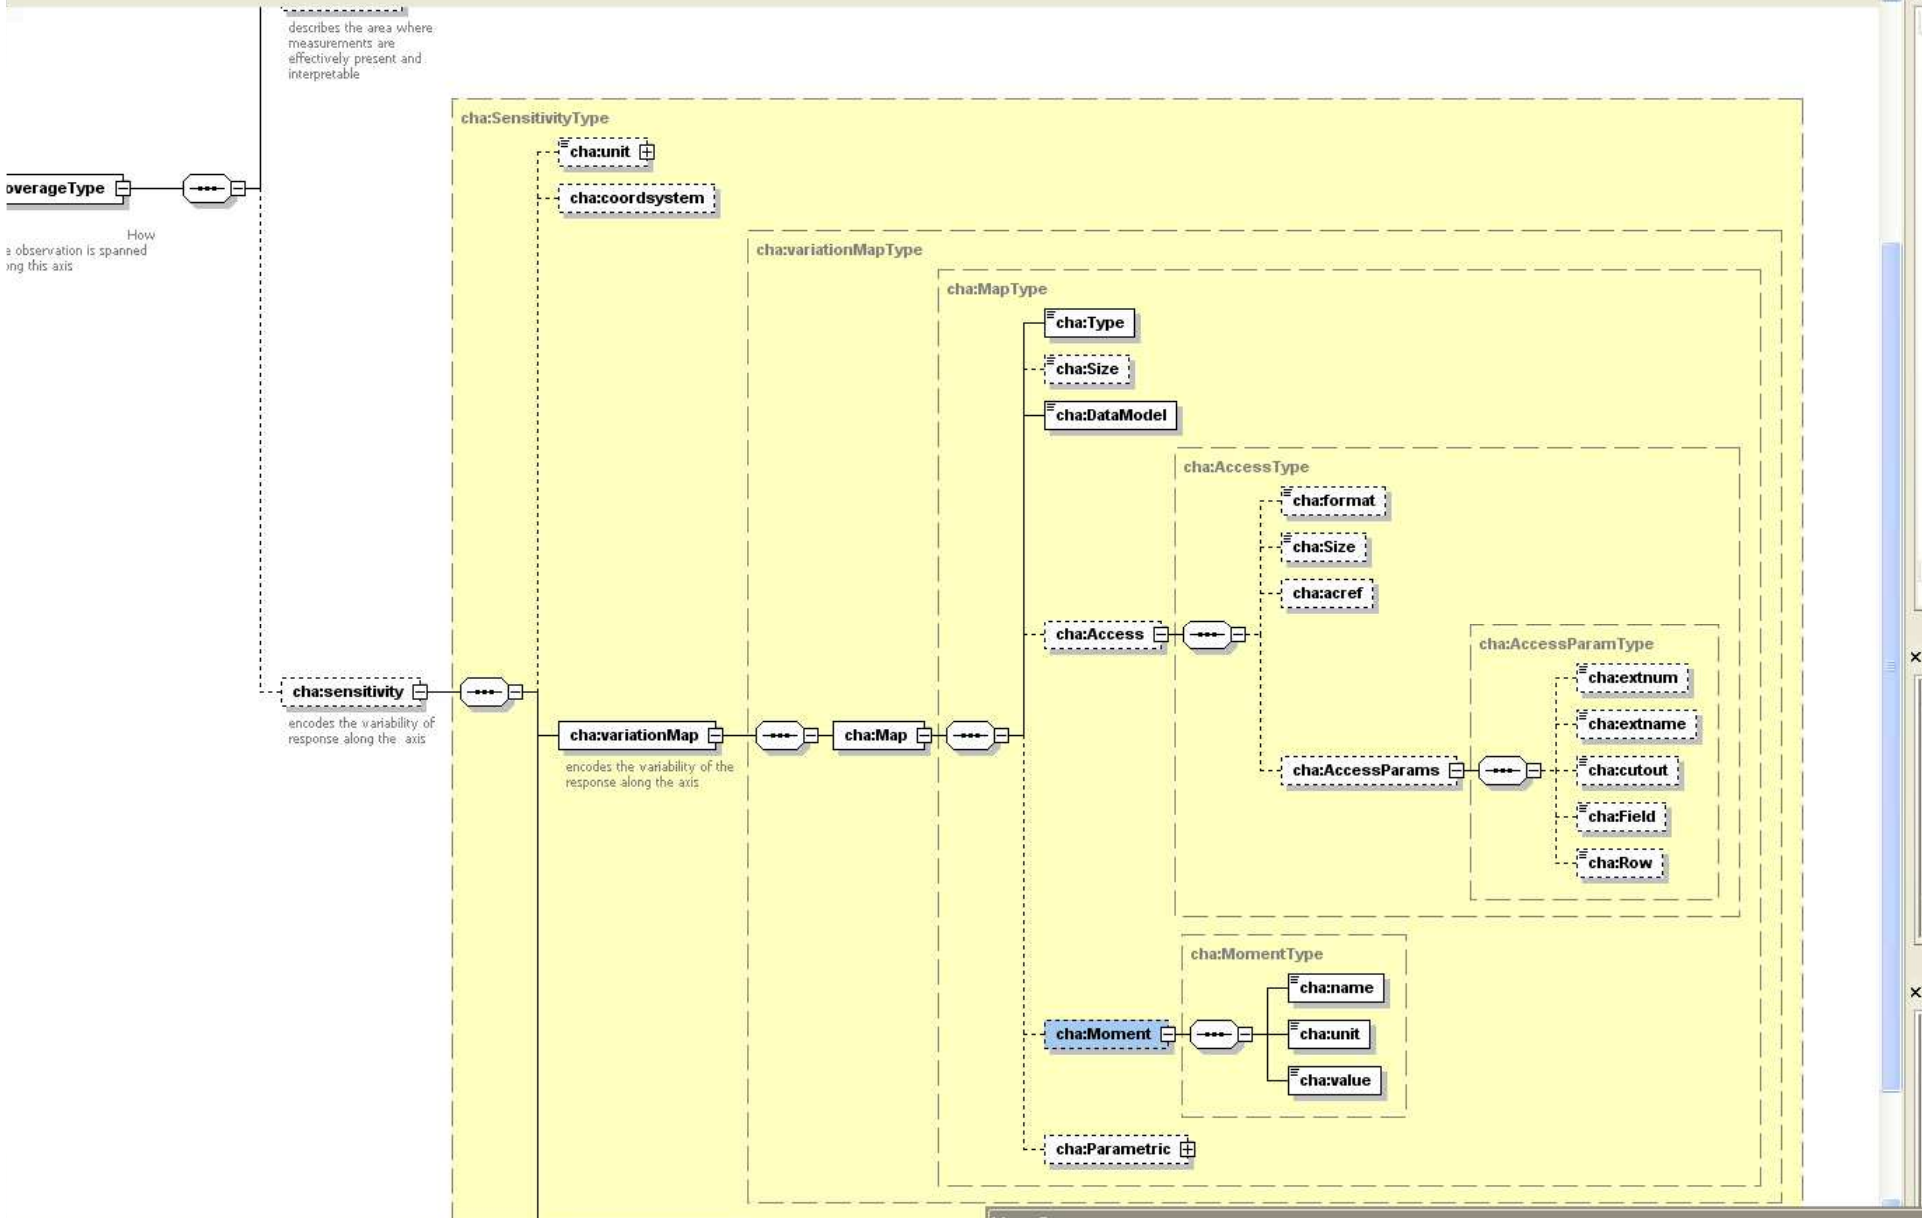 describes the area where
measurements are
effectively present and
interpretable
cha:SensitivityType
cha:unit
overageType
cha:coordsystem
How
e observation is spanned
ong this axis
cha:variationMapType
cha:MapType
cha:Type
cha:Size
cha:DataModel
cha:AccessType
cha:format
cha:Size
cha:acref
cha:Access
cha:AccessParamType
cha:extnum
cha:sensitivity
cha:extname
encodes the variability of
response along the axis
cha:variationMap
cha:Map
encodes the variability of the
response along the axis
cha:AccessParams
cha:cutout
cha:Field
cha:Row
cha:MomentType
cha:name
cha:Moment
cha:unit
cha:value
cha:Parametric